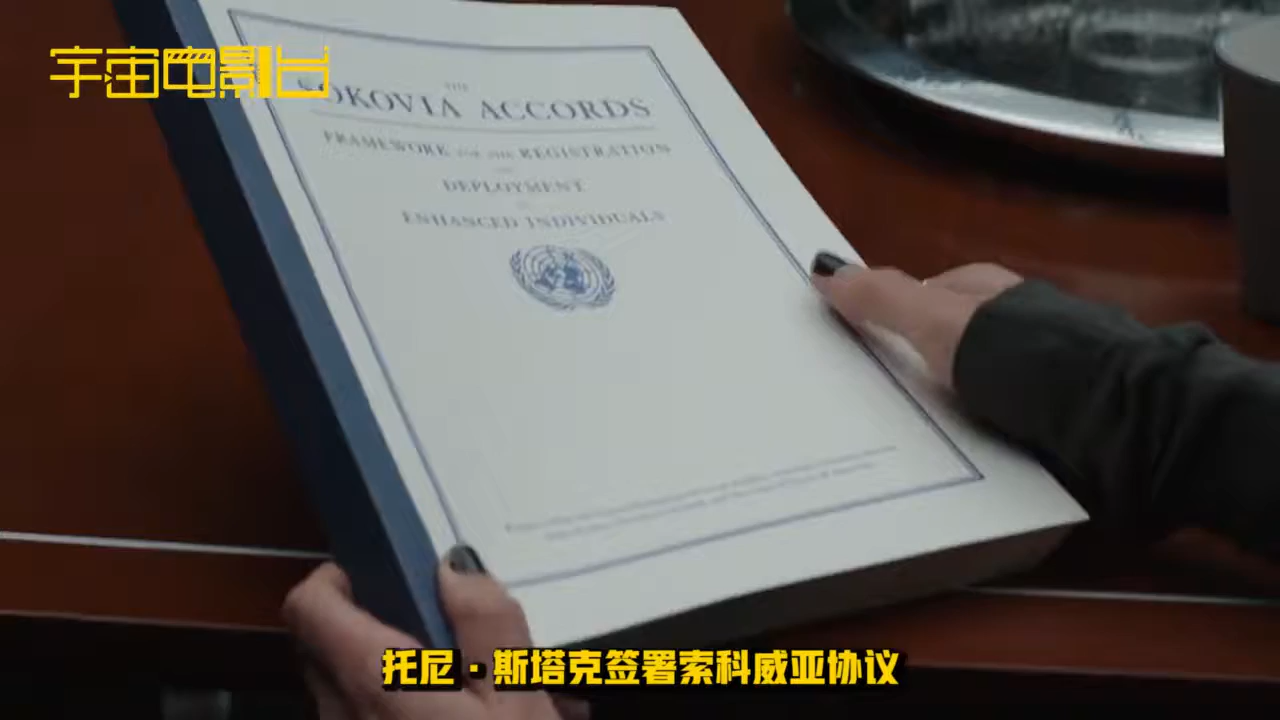 宇宙电影台
THE
SOKOVIA ACCORDS
FRAMEWORK FOR THE REGISTRATION
DEPLOYMENT
ENHANCED INDIVIDUALS
托尼·斯塔克签署索科威亚协议